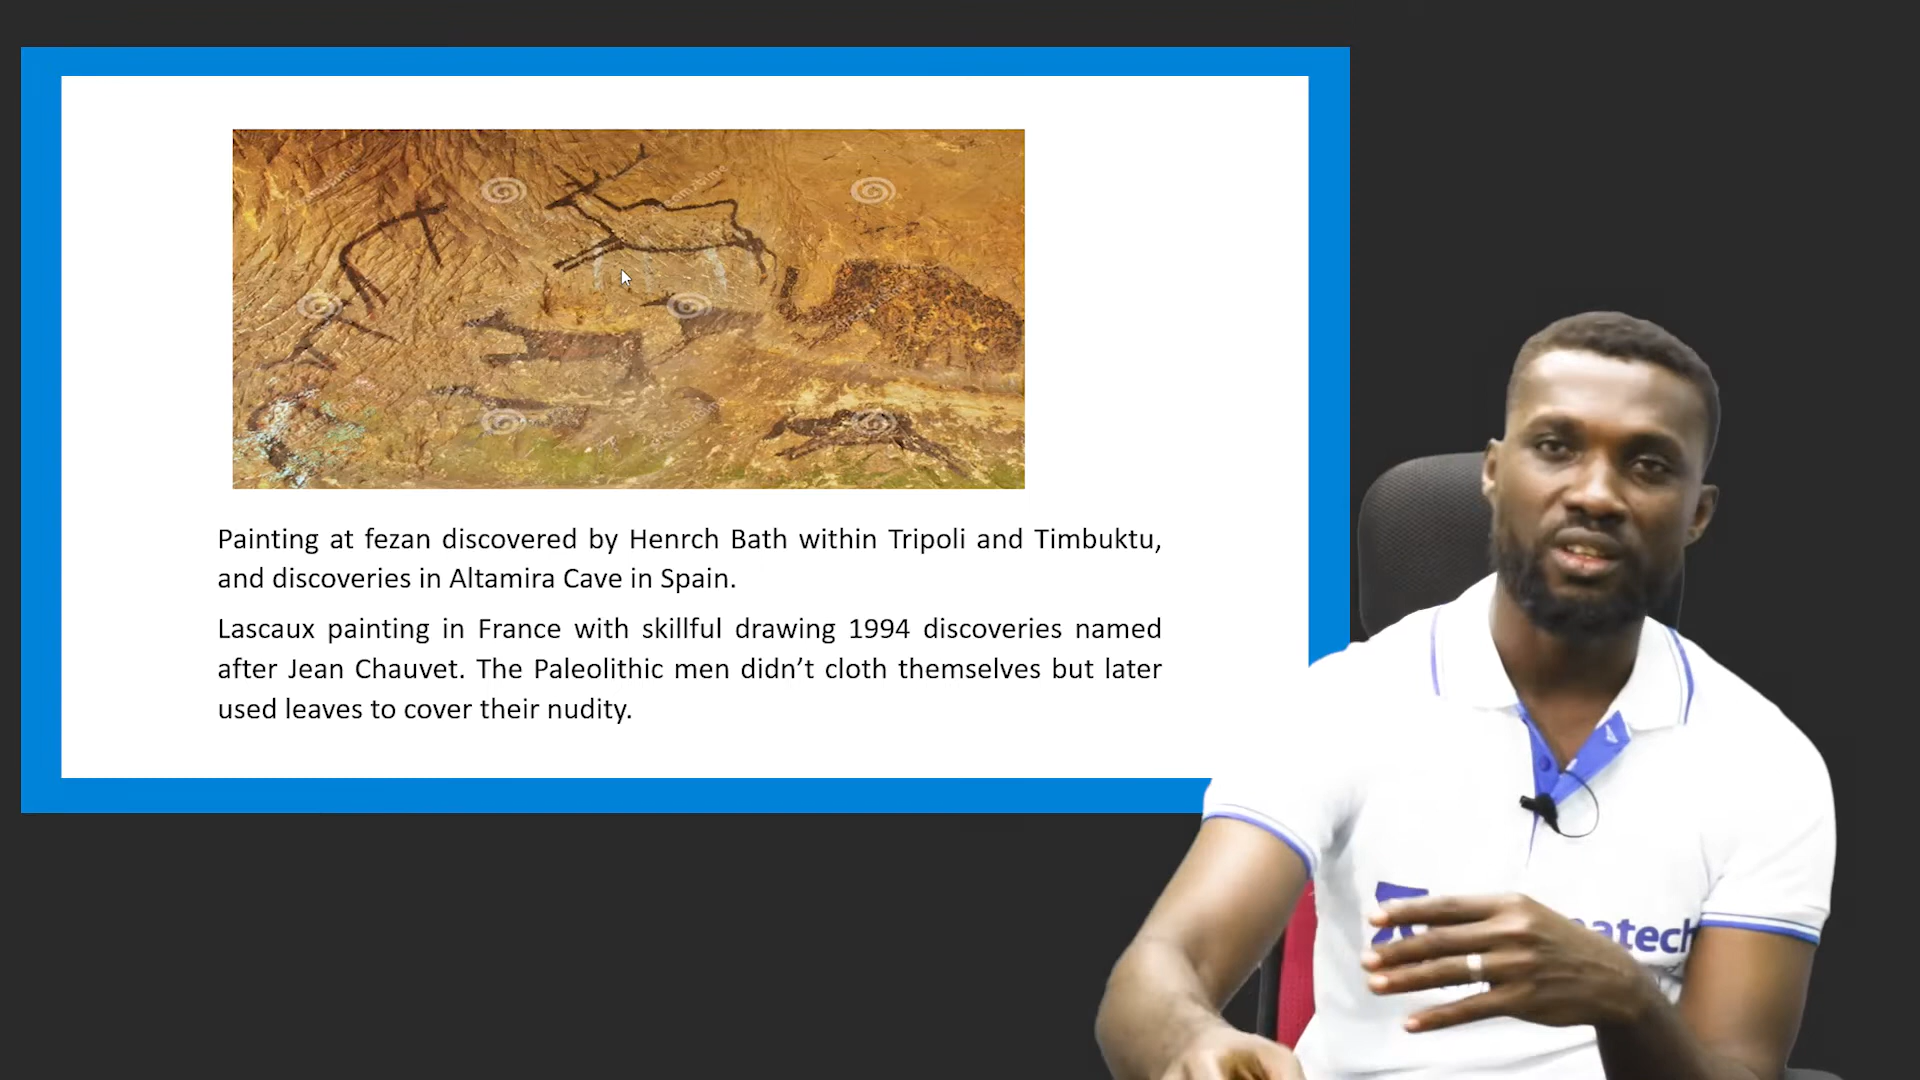 Painting at fezan discovered by Henrch Bath within Tripoli and Timbuktu,
and discoveries in Altamira Cave in Spain.
Lascaux painting in France with skillful drawing 1994 discoveries named
after Jean Chauvet. The Paleolithic men didn’t cloth themselves but later
used leaves to cover their nudity.
atech